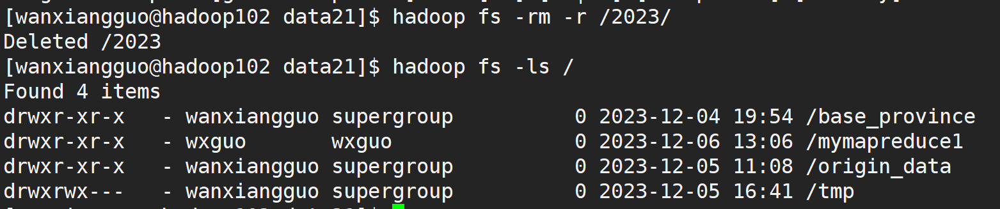 [wanxiangguo@hadoop102 data21]$ hadoop fs -rm -r /2023/
Deleted /2023
[wanxiangguo@hadoop102 data21]$ hadoop fs -ls /
Found 4 items
drwxr-xr-x   - wanxiangguo supergroup          0 2023-12-04 19:54 /base_province
drwxr-xr-x   - wxguo       wxguo               0 2023-12-06 13:06 /mymapreduce1
drwxr-xr-x   - wanxiangguo supergroup          0 2023-12-05 11:08 /origin_data
drwxrwx---   - wanxiangguo supergroup          0 2023-12-05 16:41 /tmp